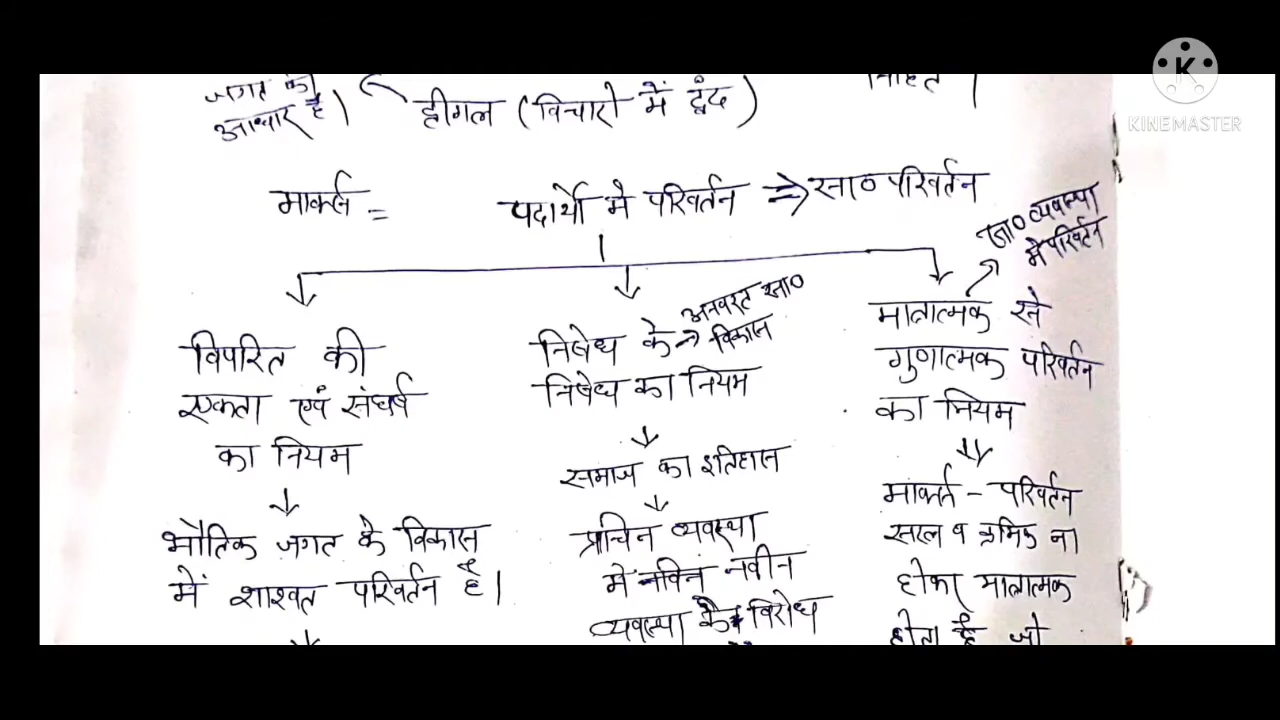 जगत का
आधार है।
हीगल (विचारो में द्वंद)
KINEMASTER
मार्क्स =
पदार्थो मे परिवर्तन ⇒ सा० परिवर्तन
सा० व्यवस्था
मे परिवर्तन
विपरित की
एकता एवं संघर्ष
का नियम
भौतिक जगत के विकास
में शाश्वत परिवर्तन है।
निषेध के → अनवरत सा०
विकास
निषेध का नियम
समाज का इतिहास
प्राचिन व्यवस्था
में नवीन
व्यवस्था के विरोध
मात्रात्मक से
गुणात्मक परिवर्तन
का नियम
मार्क्स - परिवर्तन
सरल व क्रमिक ना
होकर मात्रात्मक
होता है जो